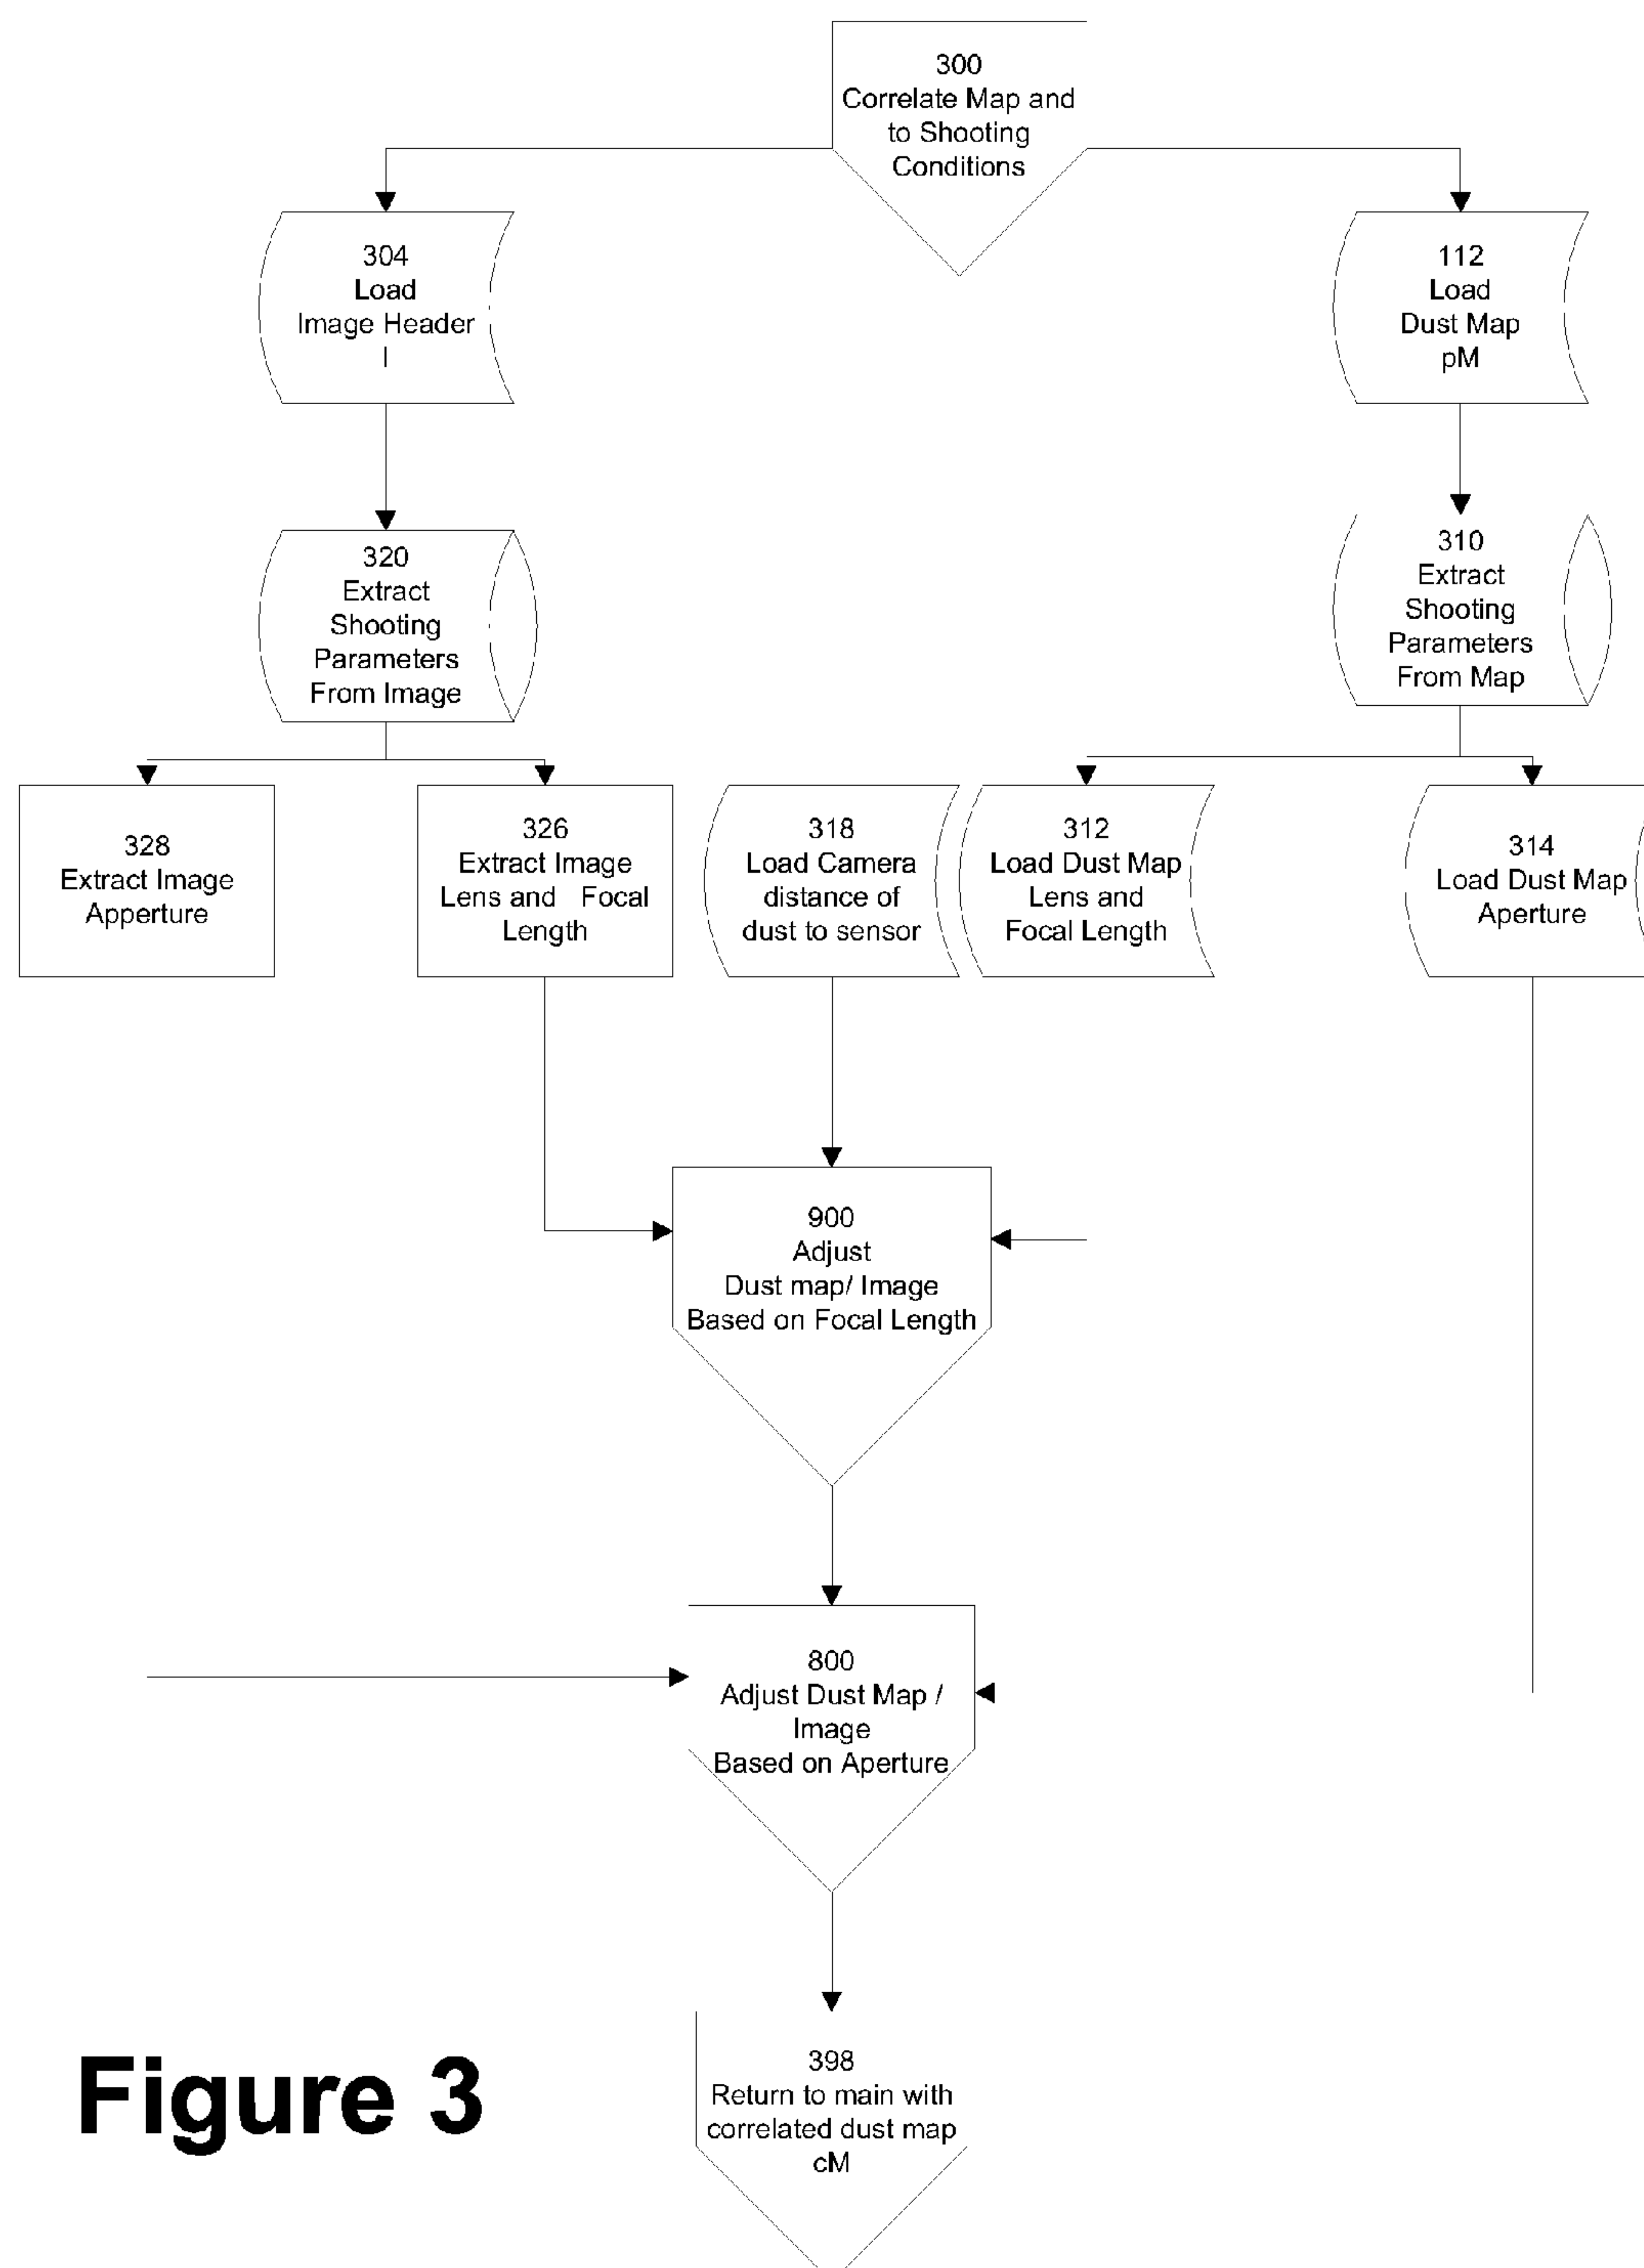 300
Correlate Map and
to Shooting
Conditions
304
Load
Image Header
I
112
Load
Dust Map
pM
320
Extract
Shooting
Parameters
From Image
310
Extract
Shooting
Parameters
From Map
328
Extract Image
Apperture
326
Extract Image
Lens and Focal
Length
318
Load Camera
distance of
dust to sensor
312
Load Dust Map
Lens and
Focal Length
314
Load Dust Map
Aperture
900
Adjust
Dust map/ Image
Based on Focal Length
800
Adjust Dust Map /
Image
Based on Aperture
398
Return to main with
correlated dust map
cM
Figure 3